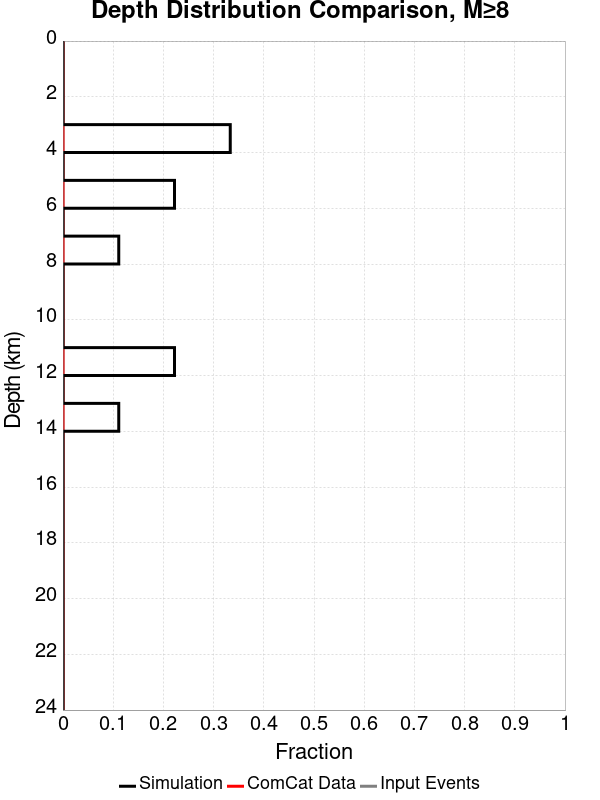 Depth Distribution Comparison, M≥8
0
2
4
6
8
10
12
14
16
18
20
22
24
Depth (km)
0 0.1 0.2 0.3 0.4 0.5 0.6 0.7 0.8 0.9 1
Fraction
Simulation ComCat Data Input Events